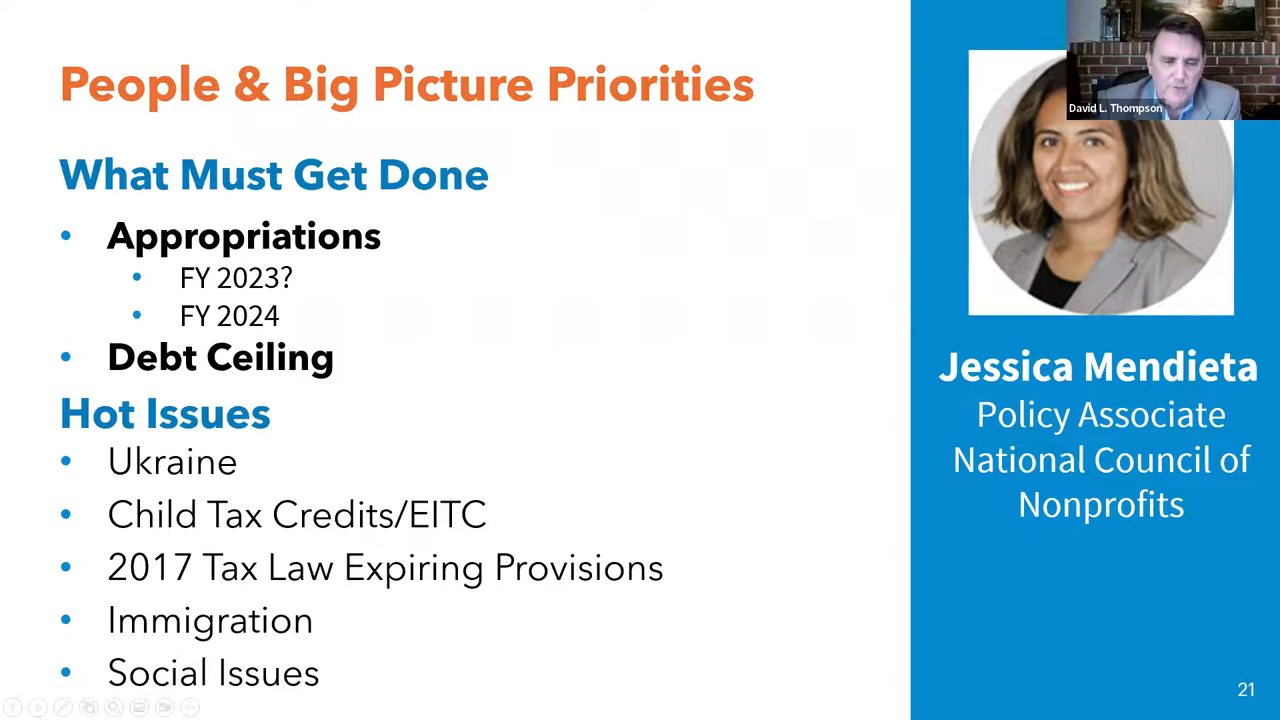 People & Big Picture Priorities
What Must Get Done
• Appropriations
• FY 2023?
• FY 2024
• Debt Ceiling
Hot Issues
• Ukraine
• Child Tax Credits/EITC
• 2017 Tax Law Expiring Provisions
• Immigration
• Social Issues
David L. Thompson
Jessica Mendieta
Policy Associate
National Council of
Nonprofits
21